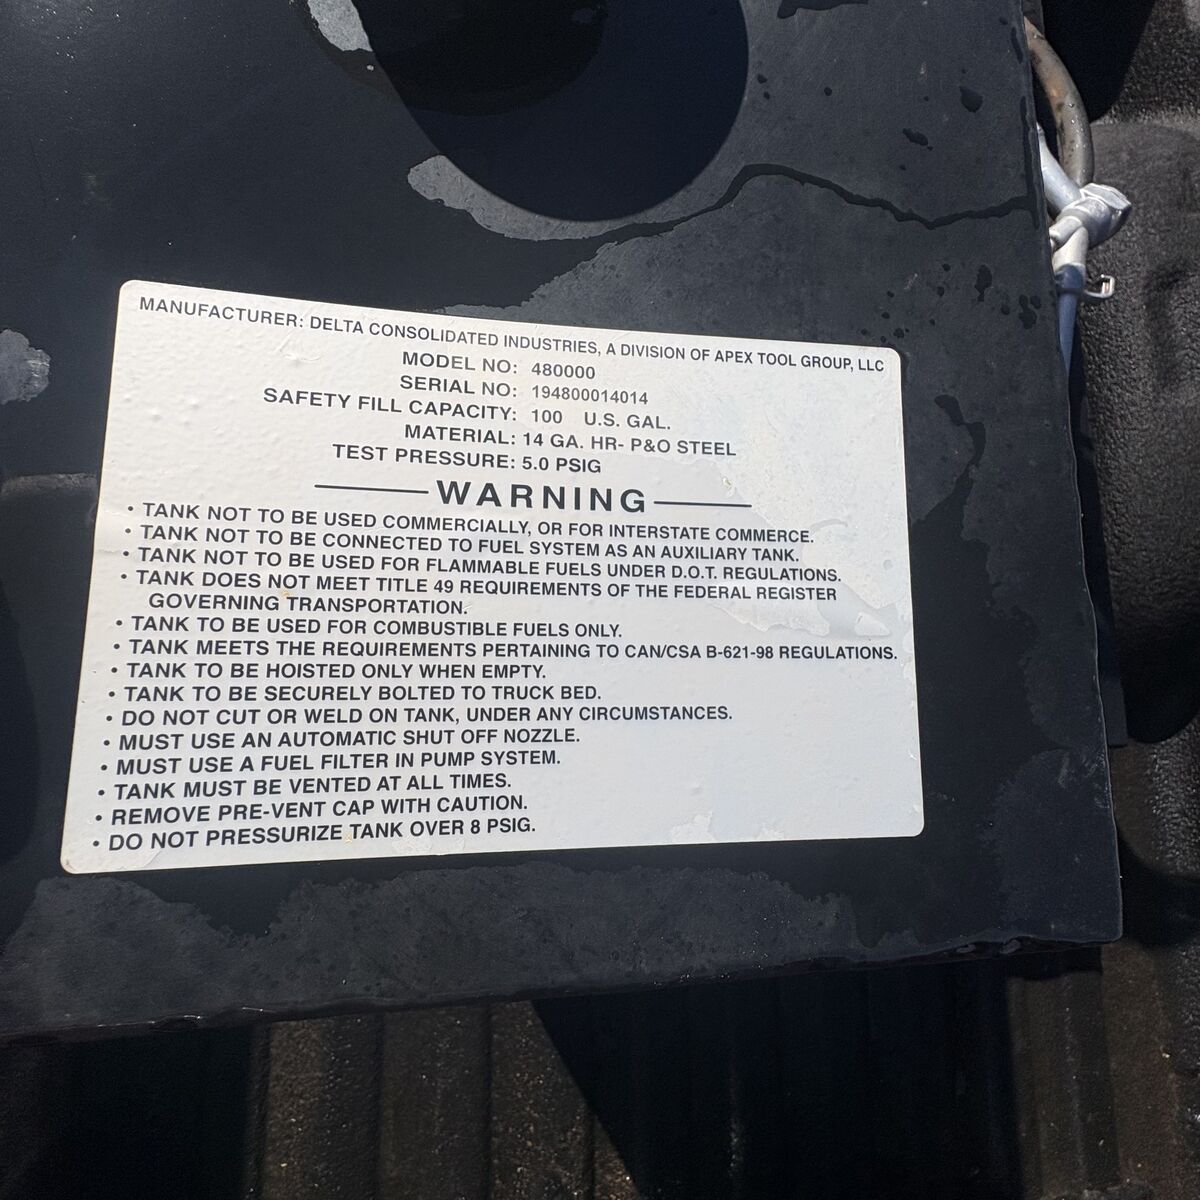 MANUFACTURER: DELTA CONSOLIDATED INDUSTRIES, A DIVISION OF APEX TOOL GROUP, LLC
MODEL NO: 480000
SERIAL NO: 194800014014
SAFETY FILL CAPACITY: 100 U.S. GAL.
MATERIAL: 14 GA. HR- P&O STEEL
TEST PRESSURE: 5.0 PSIG
WARNING
• TANK NOT TO BE USED COMMERCIALLY, OR FOR INTERSTATE COMMERCE.
• TANK NOT TO BE CONNECTED TO FUEL SYSTEM AS AN AUXILIARY TANK.
• TANK NOT TO BE USED FOR FLAMMABLE FUELS UNDER D.O.T. REGULATIONS.
• TANK DOES NOT MEET TITLE 49 REQUIREMENTS OF THE FEDERAL REGISTER
GOVERNING TRANSPORTATION.
• TANK TO BE USED FOR COMBUSTIBLE FUELS ONLY.
• TANK MEETS THE REQUIREMENTS PERTAINING TO CAN/CSA B-621-98 REGULATIONS.
• TANK TO BE HOISTED ONLY WHEN EMPTY.
• TANK TO BE SECURELY BOLTED TO TRUCK BED.
• DO NOT CUT OR WELD ON TANK, UNDER ANY CIRCUMSTANCES.
• MUST USE AN AUTOMATIC SHUT OFF NOZZLE.
• MUST USE A FUEL FILTER IN PUMP SYSTEM.
• TANK MUST BE VENTED AT ALL TIMES.
• REMOVE PRE-VENT CAP WITH CAUTION.
• DO NOT PRESSURIZE TANK OVER 8 PSIG.